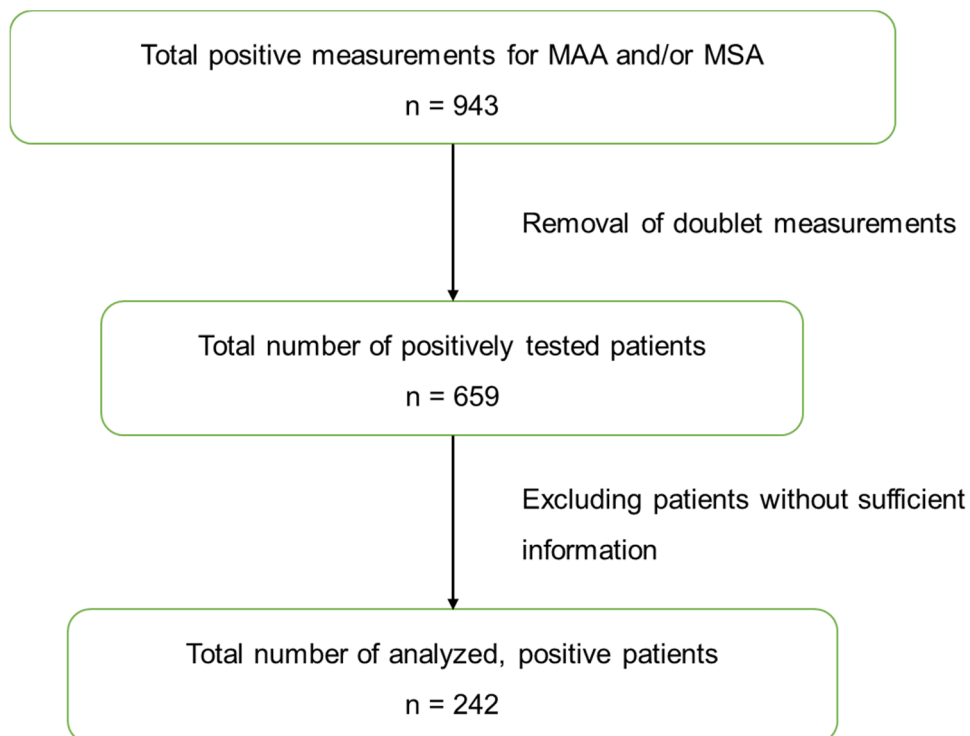 Total positive measurements for MAA and/or MSA
n = 943
Removal of doublet measurements
Total number of positively tested patients
n = 659
Excluding patients without sufficient
information
Total number of analyzed, positive patients
n = 242